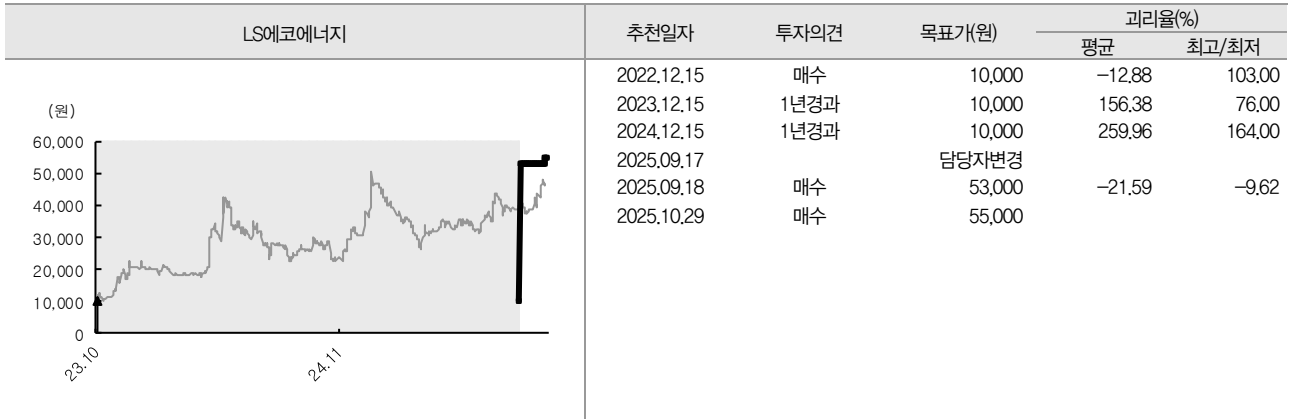 LS에코에너지
(원)
60,000
50,000
40,000
30,000
20,000
10,000
0
23.10
24.11
추천일자 투자의견 목표가(원) 괴리율(%)
평균 최고/최저
2022.12.15 매수 10,000 -12.88 103.00
2023.12.15 1년경과 10,000 156.38 76.00
2024.12.15 1년경과 10,000 259.96 164.00
2025.09.17 담당자변경
2025.09.18 매수 53,000 -21.59 -9.62
2025.10.29 매수 55,000